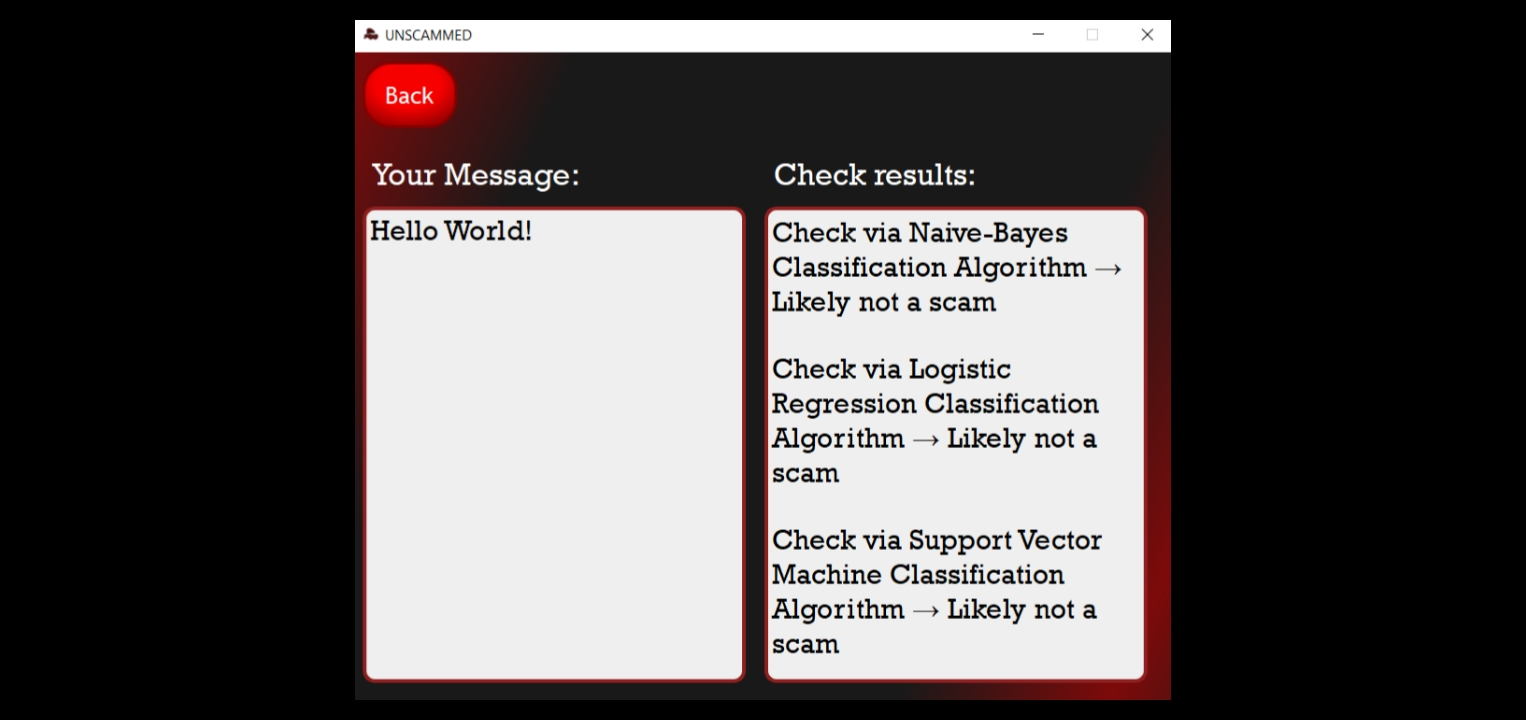 UNSCAMMED
Back
Your Message:
Check results:
Hello World!
Check via Naive-Bayes
Classification Algorithm →
Likely not a scam
Check via Logistic
Regression Classification
Algorithm → Likely not a
scam
Check via Support Vector
Machine Classification
Algorithm → Likely not a
scam